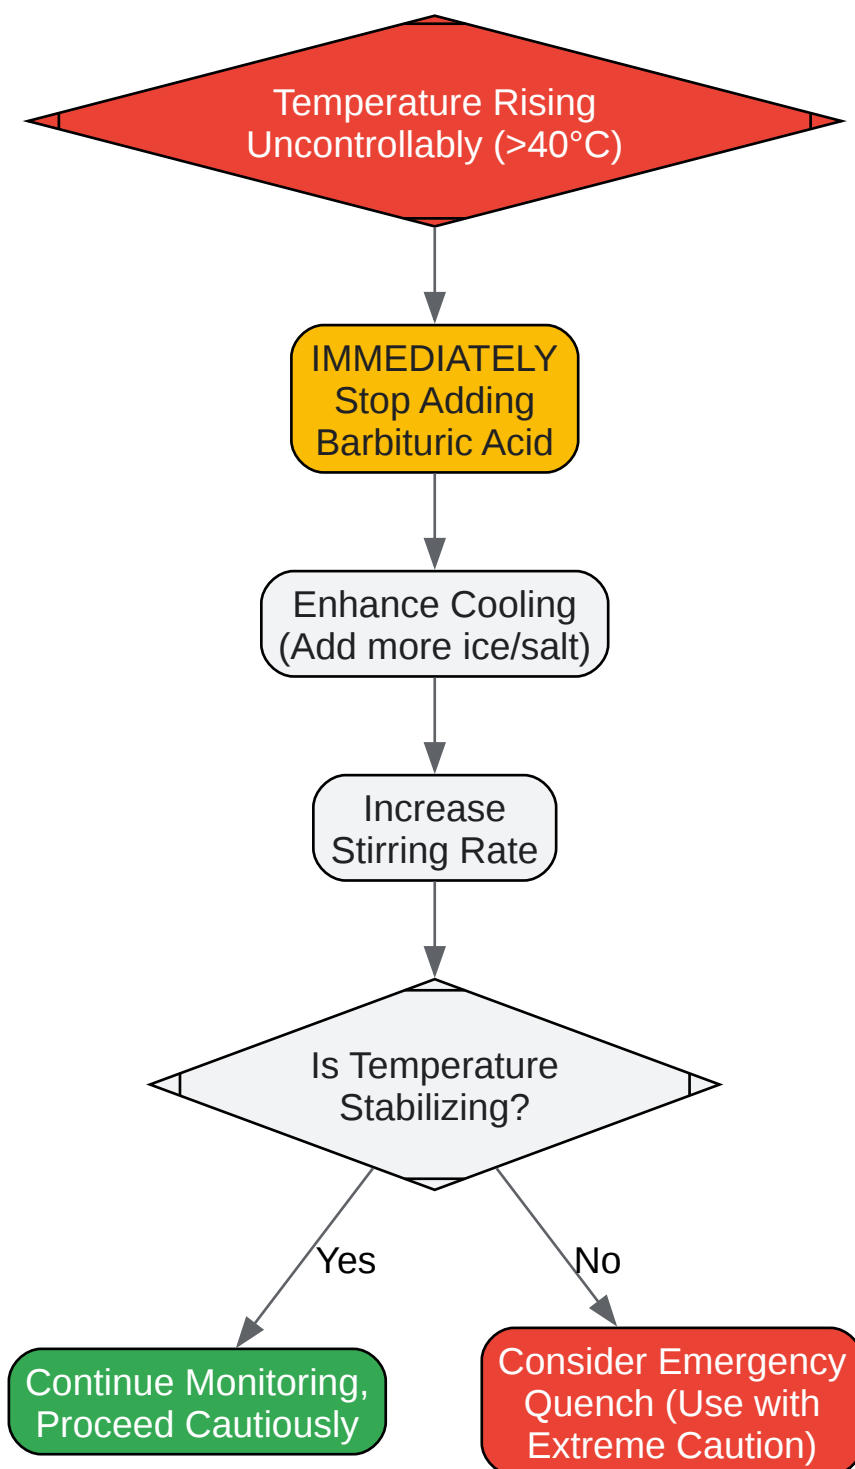 Temperature Rising
Uncontrollably (>40°C)
IMMEDIATELY
Stop Adding
Barbituric Acid
Enhance Cooling
(Add more ice/salt)
Increase
Stirring Rate
Is Temperature
Stabilizing?
Yes
No
Continue Monitoring,
Proceed Cautiously
Consider Emergency
Quench (Use with
Extreme Caution)